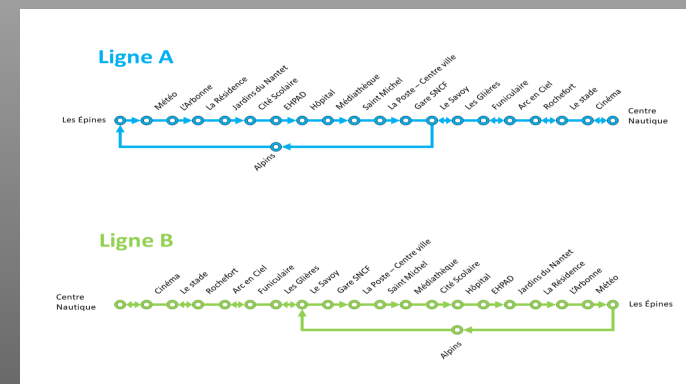 Ligne A
Les Épines
Météo
L'Arbonne
La Résidence
Jardins du Nantet
Cité Scolaire
EHPAD
Hôpital
Médiathèque
Saint Michel
La Poste – Centre ville
Gare SNCF
Le Savoy
Les Glières
Funiculaire
Arc en Ciel
Rochefort
Le stade
Cinéma
Centre
Nautique
Alpins
Ligne B
Centre
Nautique
Cinéma
Le stade
Rochefort
Arc en Ciel
Funiculaire
Les Glières
Le Savoy
Gare SNCF
La Poste – Centre ville
Saint Michel
Médiathèque
Cité Scolaire
Hôpital
EHPAD
Jardins du Nantet
La Résidence
L'Arbonne
Météo
Les Épines
Alpins